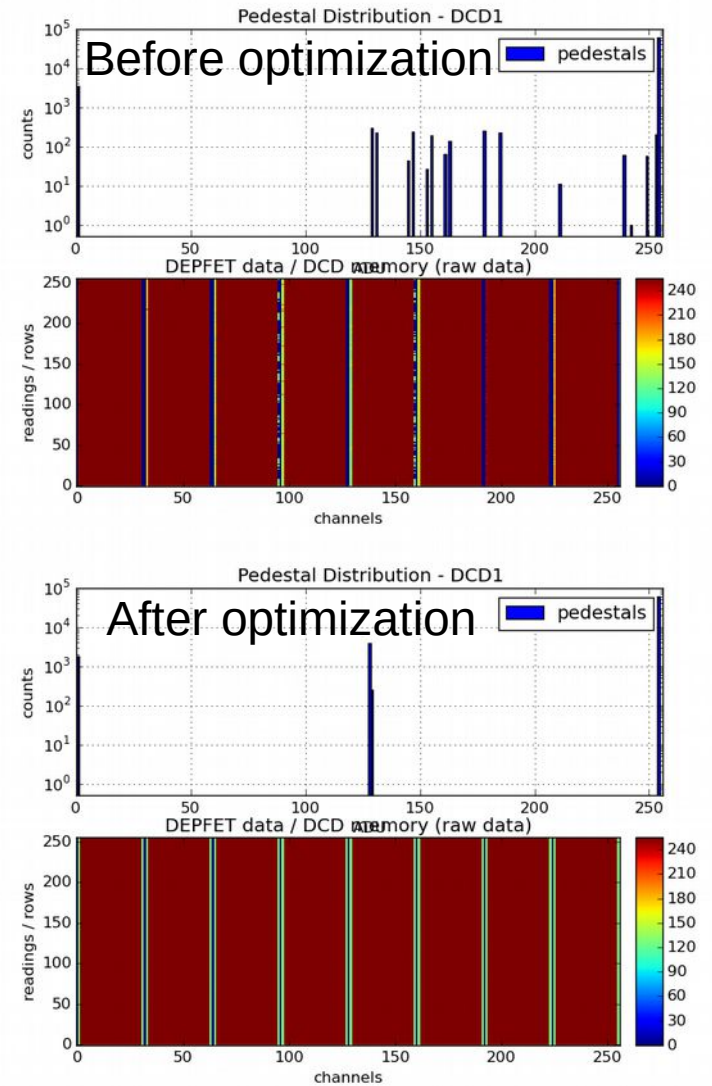 Pedestal Distribution - DCD1
Before optimization
pedestals
counts
10^5
10^4
10^3
10^2
10^1
10^0
0 50 100 150 200 250
DEPFET data / DCD memory (raw data)
readings / rows
250
200
150
100
50
0
0 50 100 150 200 250
channels
240
210
180
150
120
90
60
30
0
Pedestal Distribution - DCD1
After optimization
pedestals
counts
10^5
10^4
10^3
10^2
10^1
10^0
0 50 100 150 200 250
DEPFET data / DCD memory (raw data)
readings / rows
250
200
150
100
50
0
0 50 100 150 200 250
channels
240
210
180
150
120
90
60
30
0